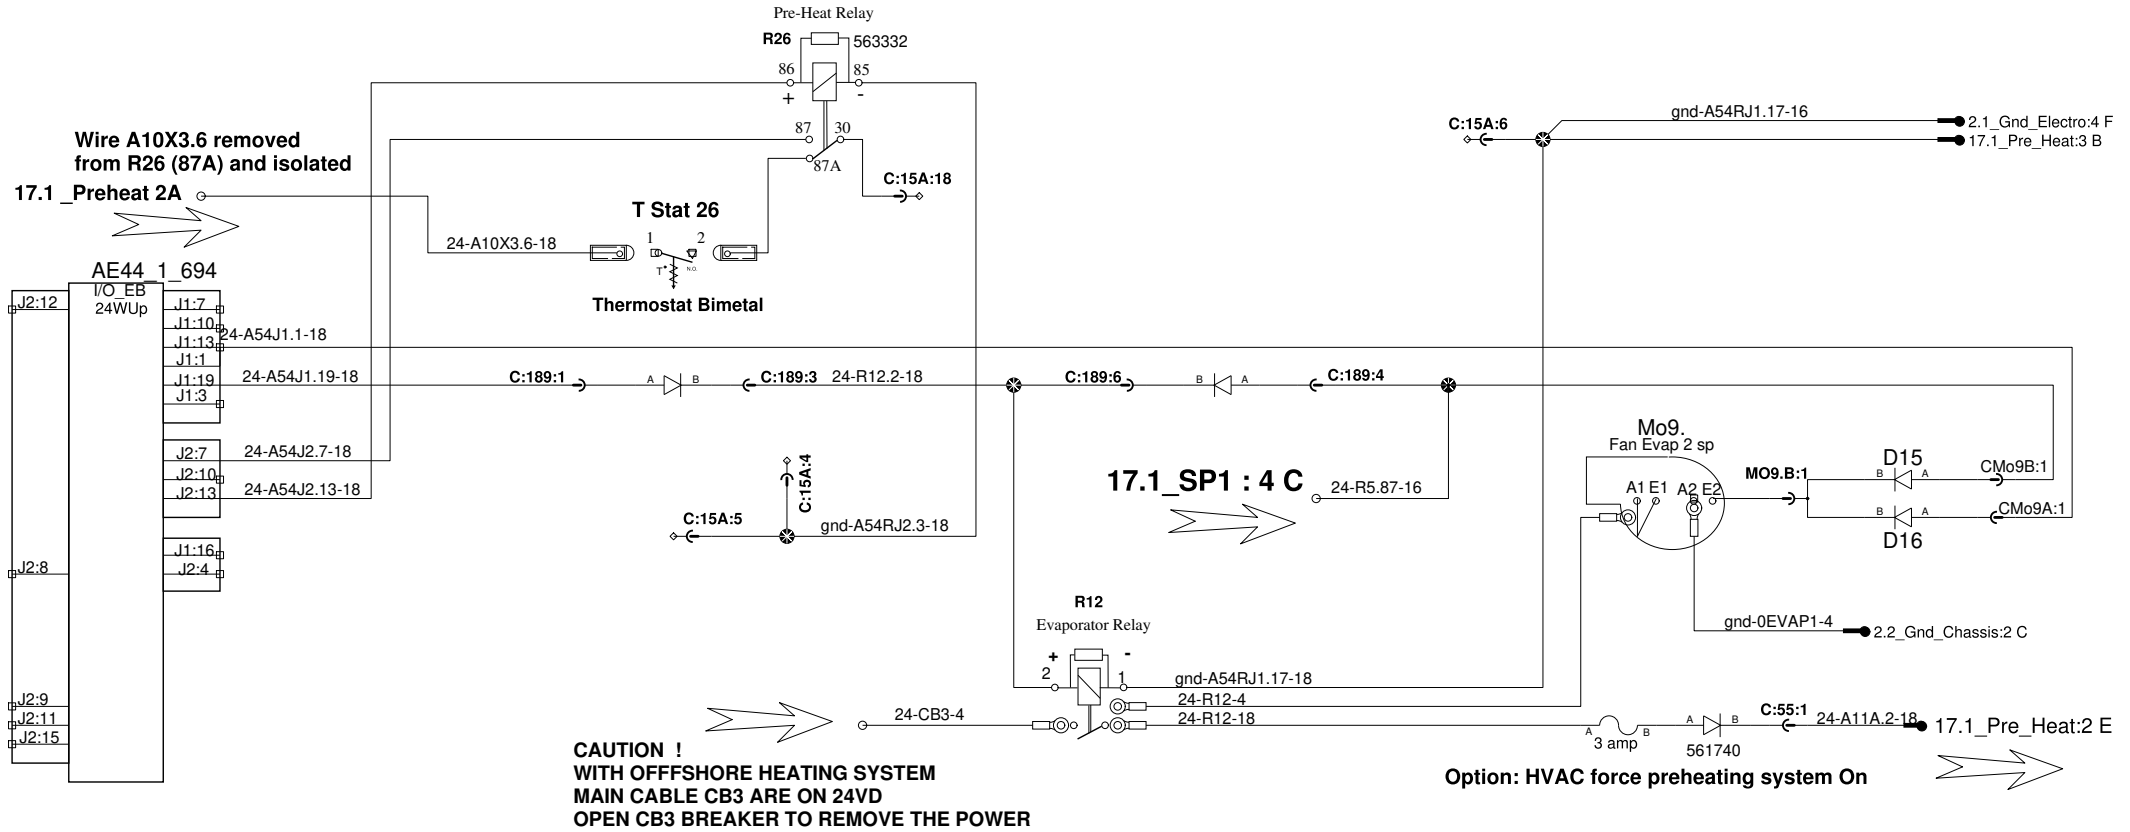 Pre-Heat Relay
R26
563332
86
85
+
-
87
30
87A
Wire A10X3.6 removed
from R26 (87A) and isolated
17.1 _Preheat 2A
C:15A:18
T Stat 26
1
2
24-A10X3.6-18
T°
N.O.
Thermostat Bimetal
C:15A:6
gnd-A54RJ1.17-16
2.1_Gnd_Electro:4 F
17.1_Pre_Heat:3 B
AE44_1_694
I/O_EB
24WUp
J2:12
J1:7
J1:10
24-A54J1.1-18
J1:13
J1:1
J1:19
24-A54J1.19-18
C:189:1
A
B
C:189:3
24-R12.2-18
C:189:6
B
A
C:189:4
J1:3
J2:7
24-A54J2.7-18
J2:10
J2:13
24-A54J2.13-18
C:15A:4
C:15A:5
gnd-A54RJ2.3-18
17.1_SP1 : 4 C
24-R5.87-16
Mo9.
Fan Evap 2 sp
A1 E1
A2 E2
MO9.B:1
D15
B
A
CMo9B:1
B
A
CMo9A:1
D16
J1:16
J2:8
J2:4
R12
Evaporator Relay
+
-
2
1
gnd-0EVAP1-4
2.2_Gnd_Chassis:2 C
gnd-A54RJ1.17-18
24-R12-4
24-CB3-4
24-R12-18
J2:9
J2:11
J2:15
A
B
3 amp
A
B
561740
C:55:1
24-A11A.2-18
17.1_Pre_Heat:2 E
Option: HVAC force preheating system On
CAUTION !
WITH OFFFSHORE HEATING SYSTEM
MAIN CABLE CB3 ARE ON 24VD
OPEN CB3 BREAKER TO REMOVE THE POWER